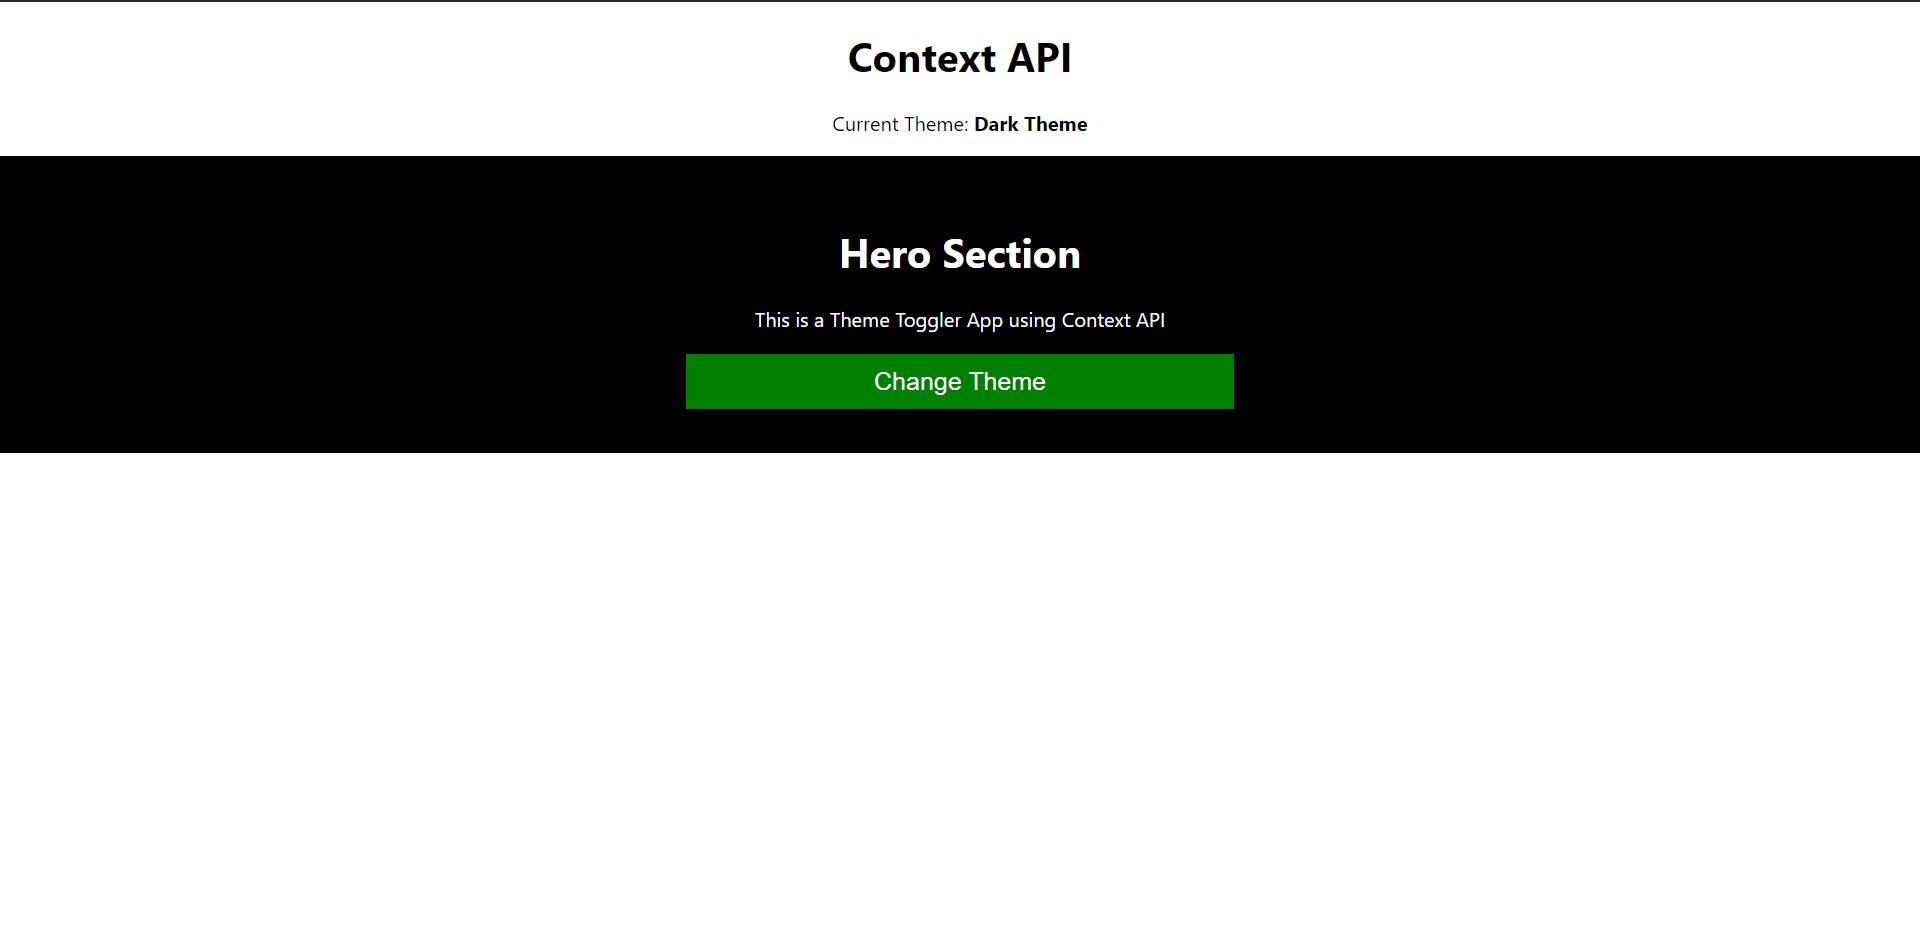 Context API
Current Theme: Dark Theme
Hero Section
This is a Theme Toggler App using Context API
Change Theme